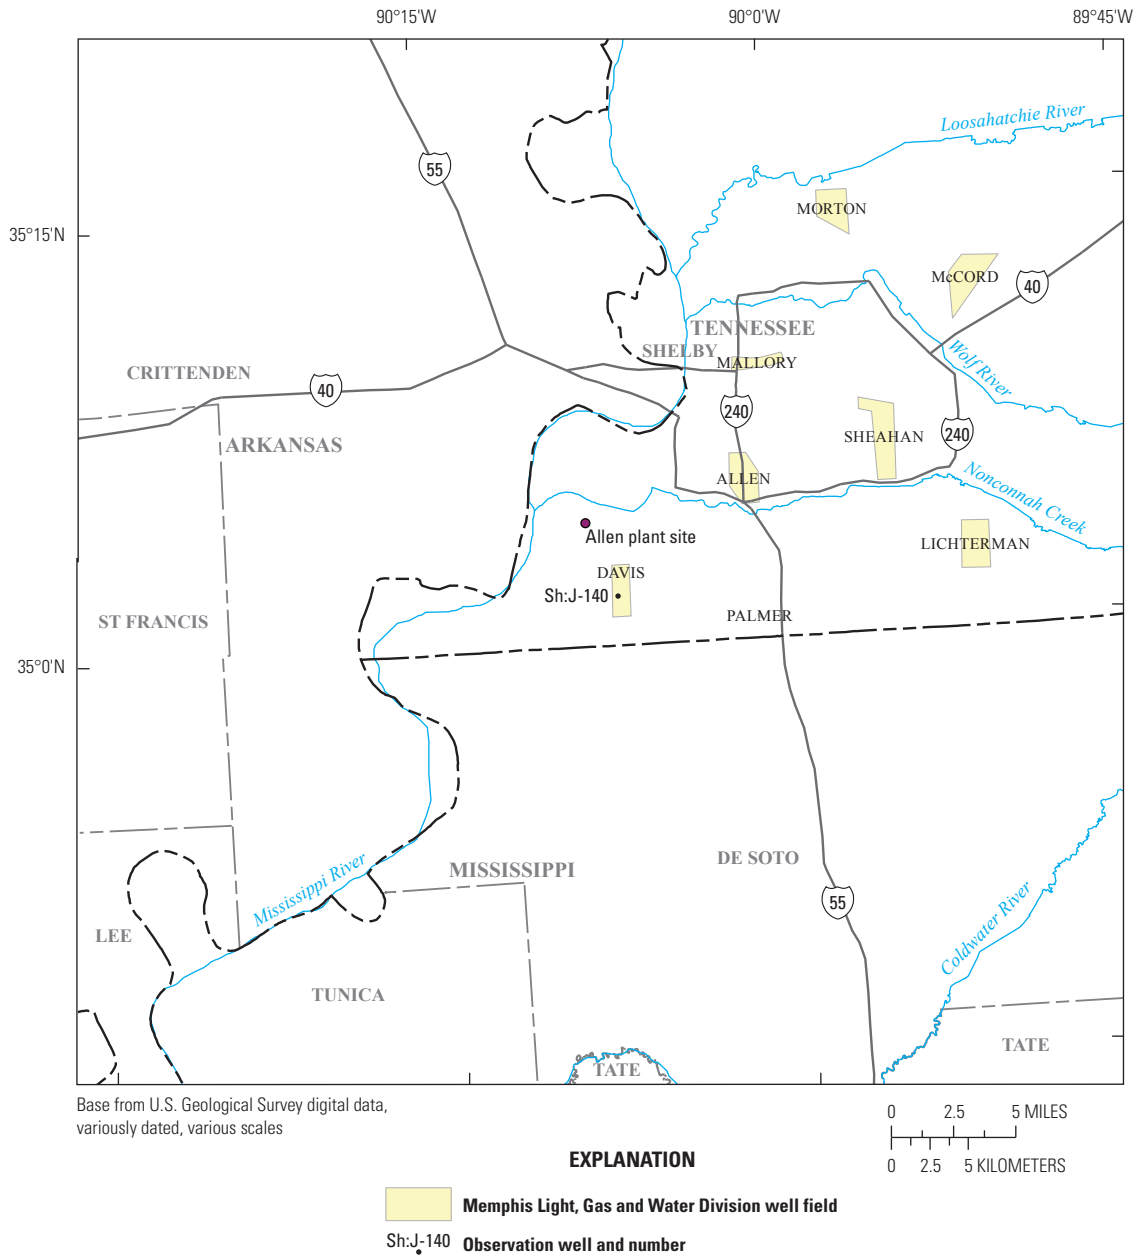 90°15'W 90°0'W 89°45'W
Loosahatchie River
55
MORTON
35°15'N
McCORD
40
TENNESSEE
SHELBY
MALLORY
Wolf River
CRITTENDEN
40
240
240
ARKANSAS
SHEAHAN
ALLEN
Nonconnah Creek
Allen plant site
LICHTERMAN
DAVIS
Sh:J-140
PALMER
ST FRANCIS
35°0'N
MISSISSIPPI
DE SOTO
Mississippi River
55
LEE
Coldwater River
TUNICA
TATE
TATE
Base from U.S. Geological Survey digital data,
variously dated, various scales
0 2.5 5 MILES
0 2.5 5 KILOMETERS
EXPLANATION
Memphis Light, Gas and Water Division well field
Sh:J-140 Observation well and number